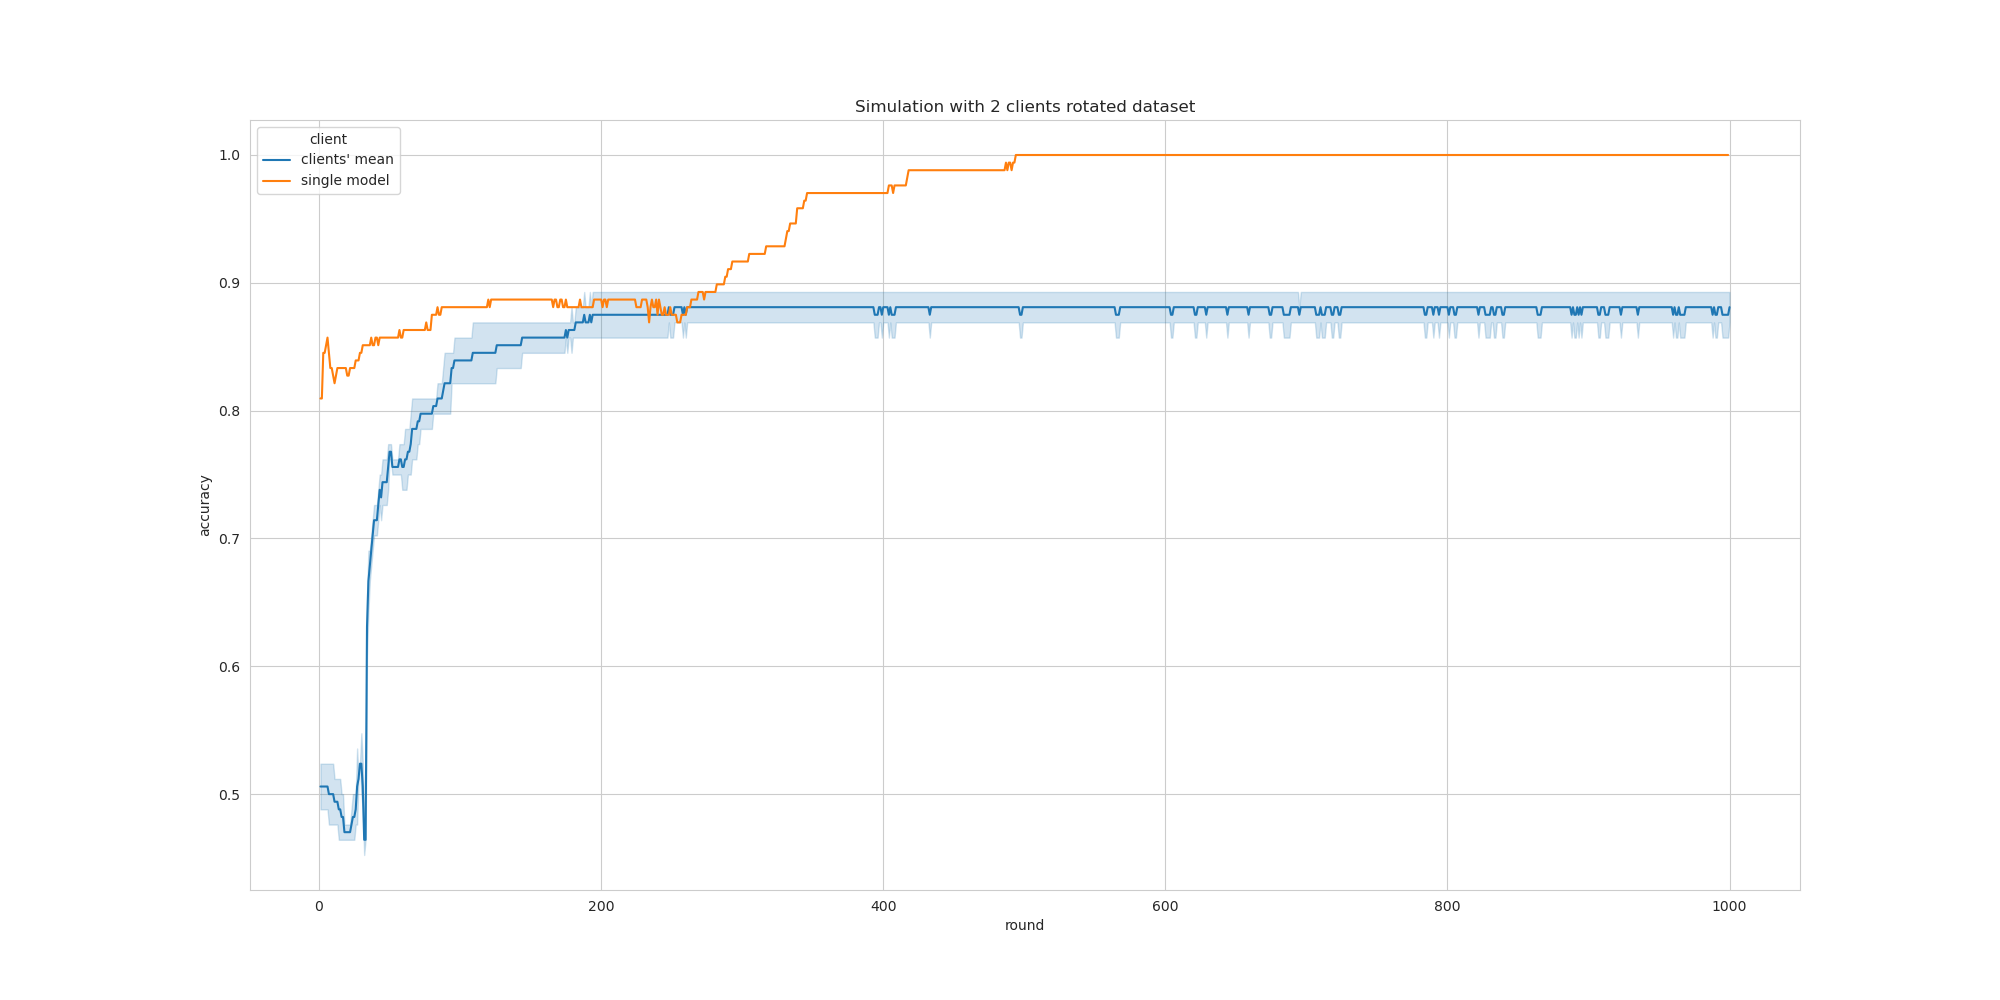 Simulation with 2 clients rotated dataset
client
clients' mean
single model
accuracy
1.0
0.9
0.8
0.7
0.6
0.5
0 200 400 600 800 1000
round